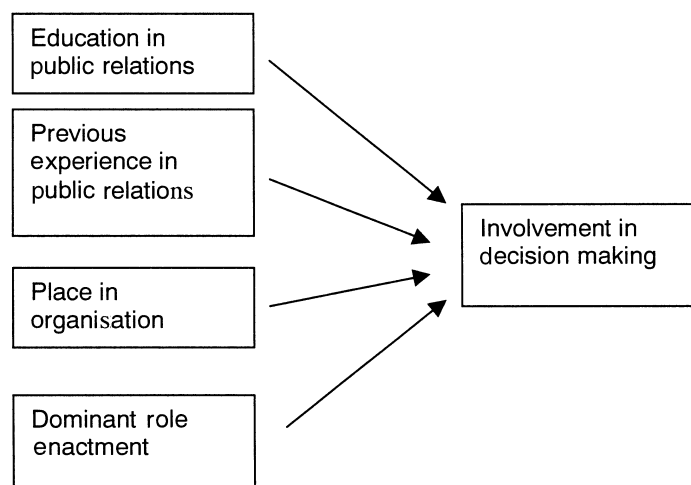 Education in
public relations
Previous
experience in
public relations
Place in
organisation
Dominant role
enactment
Involvement in
decision making